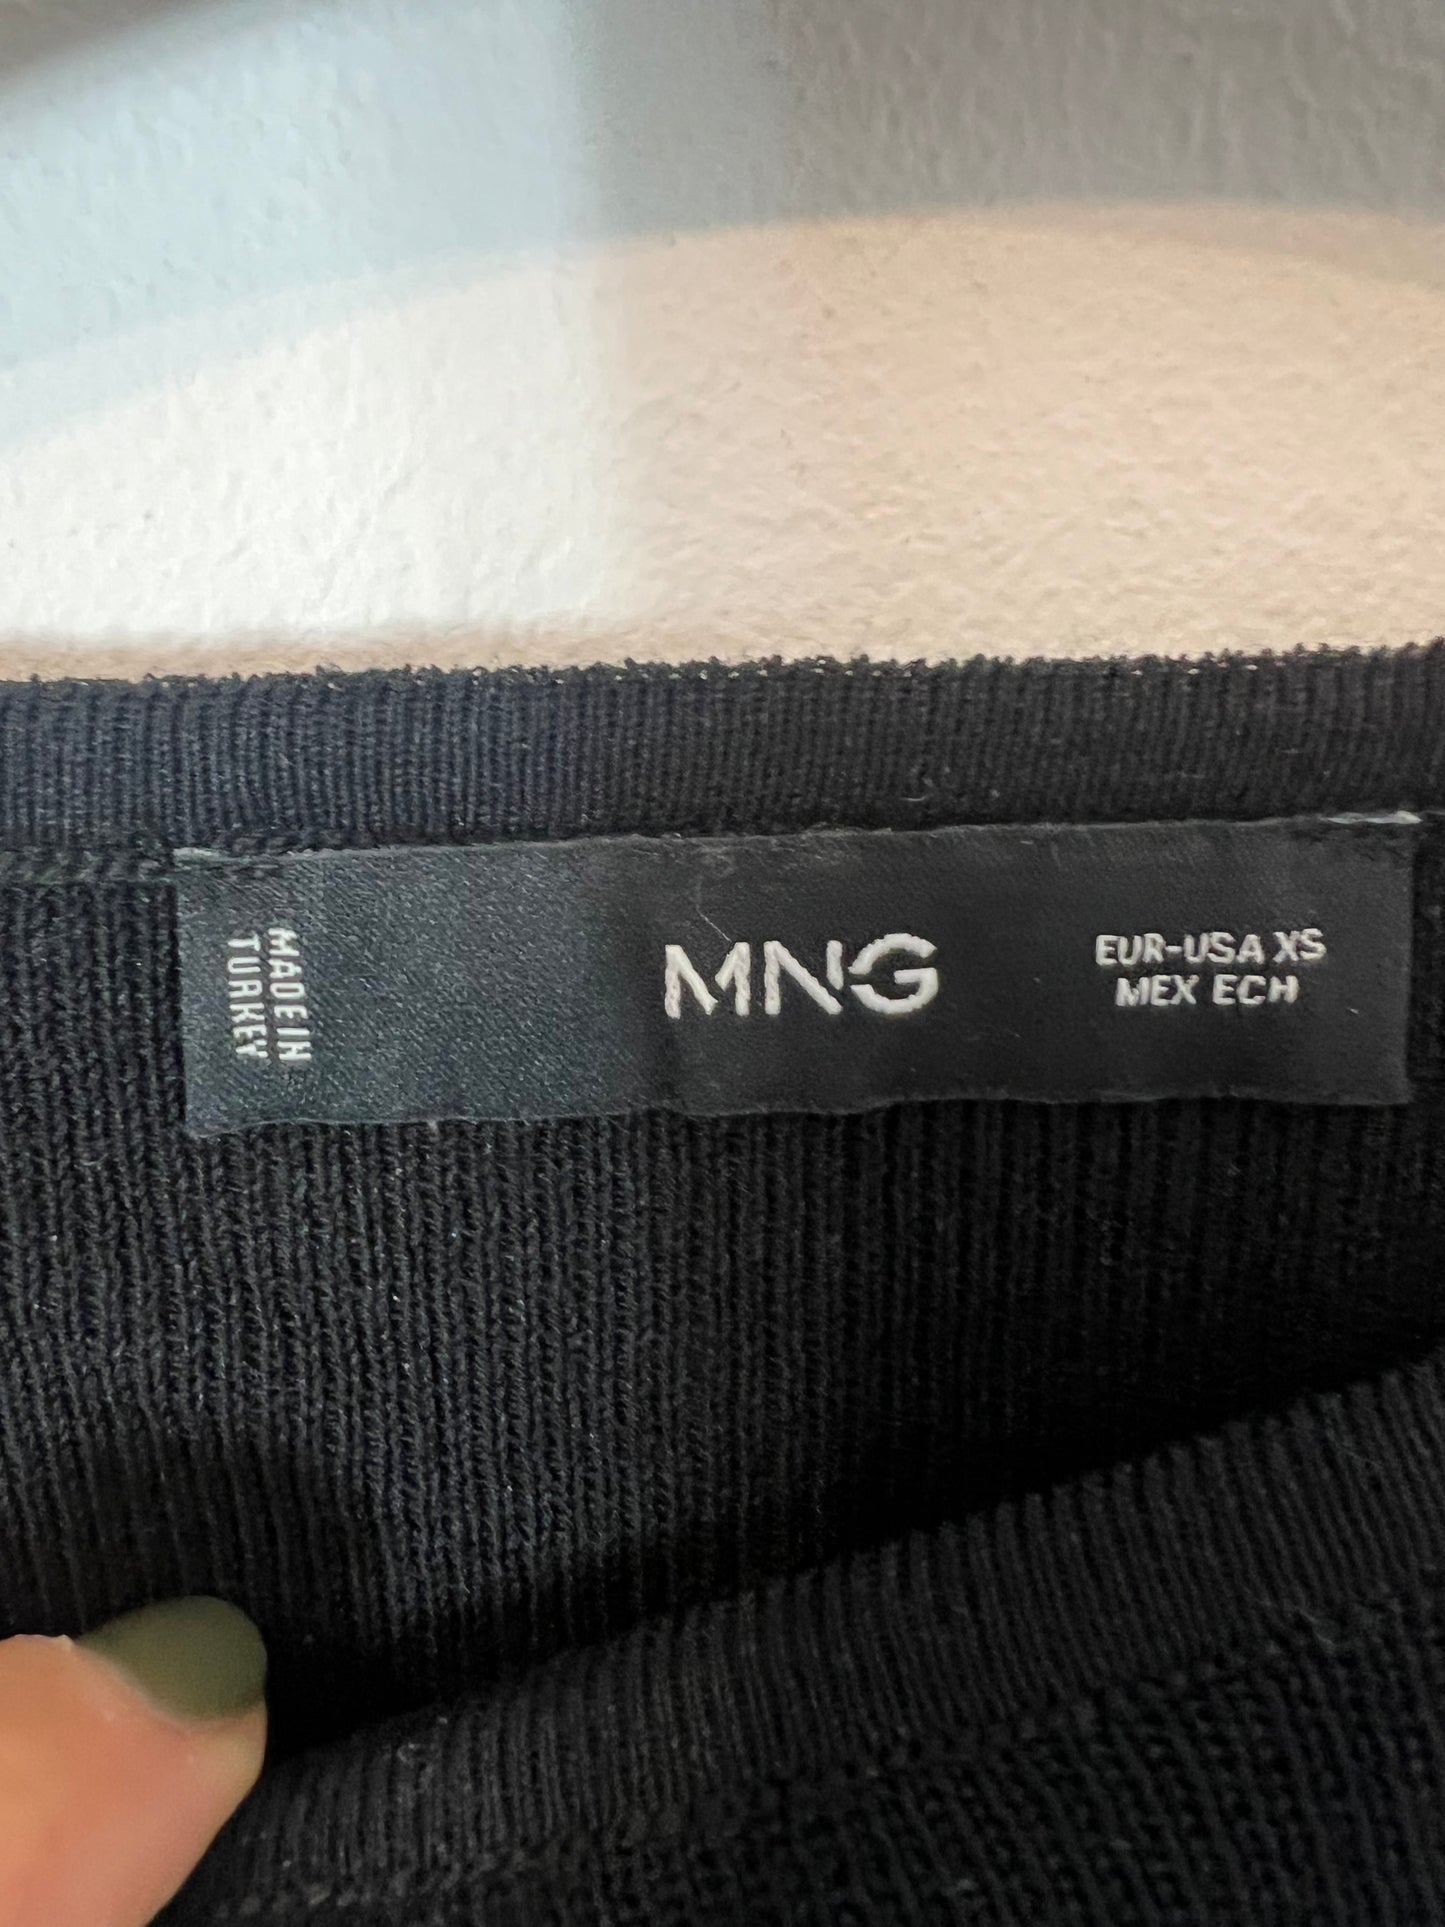 MADE IN
TURKEY
MNG
EUR-USA XS
MEX ECH